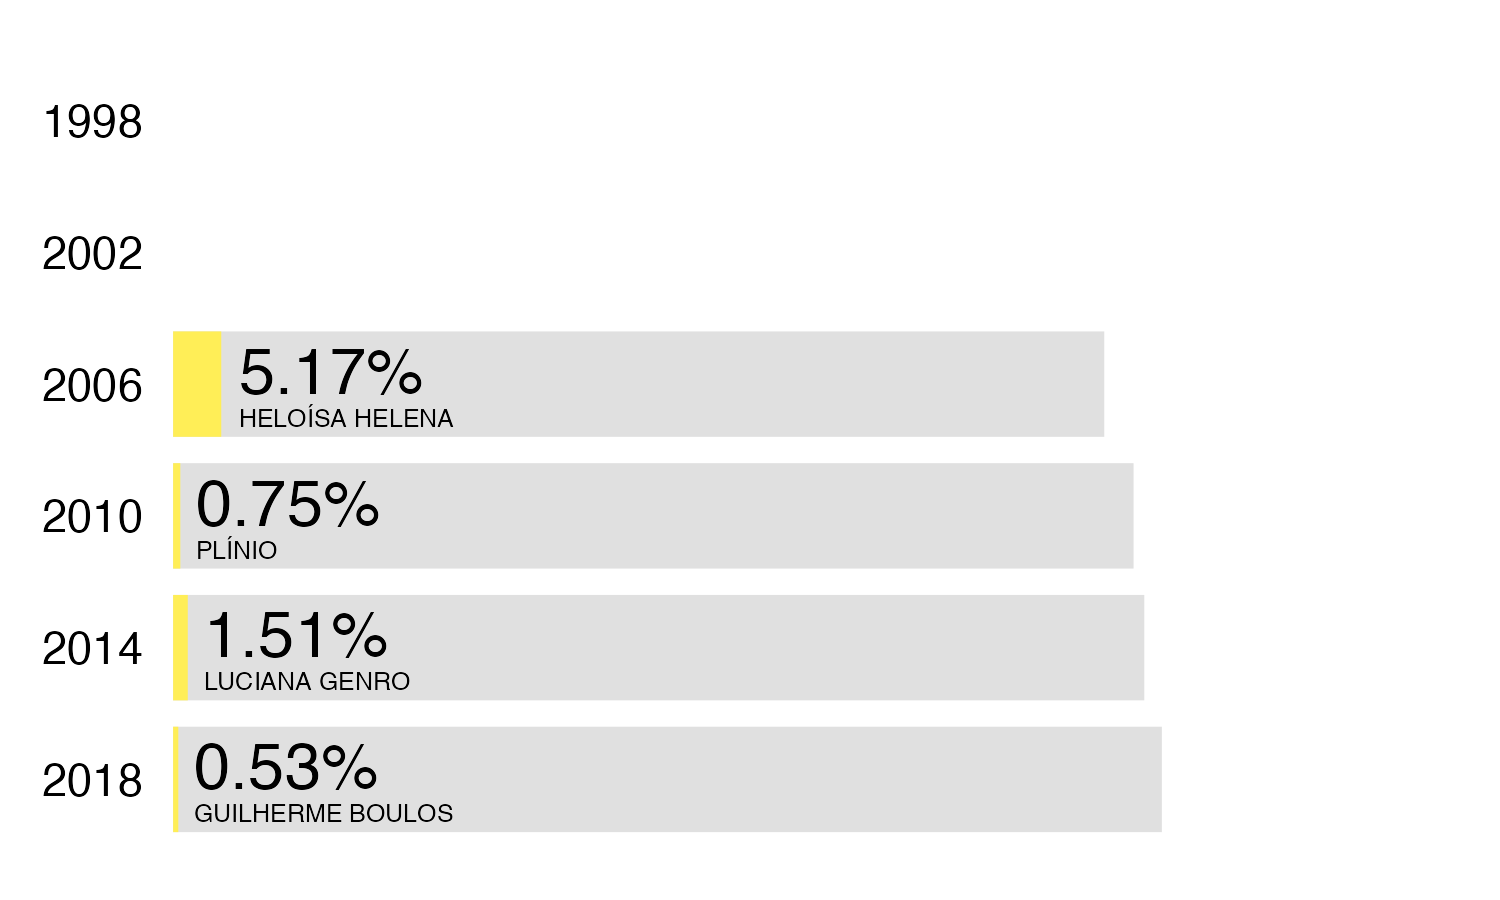 1998
2002
2006
5.17%
HELOÍSA HELENA
2010
0.75%
PLÍNIO
2014
1.51%
LUCIANA GENRO
2018
0.53%
GUILHERME BOULOS